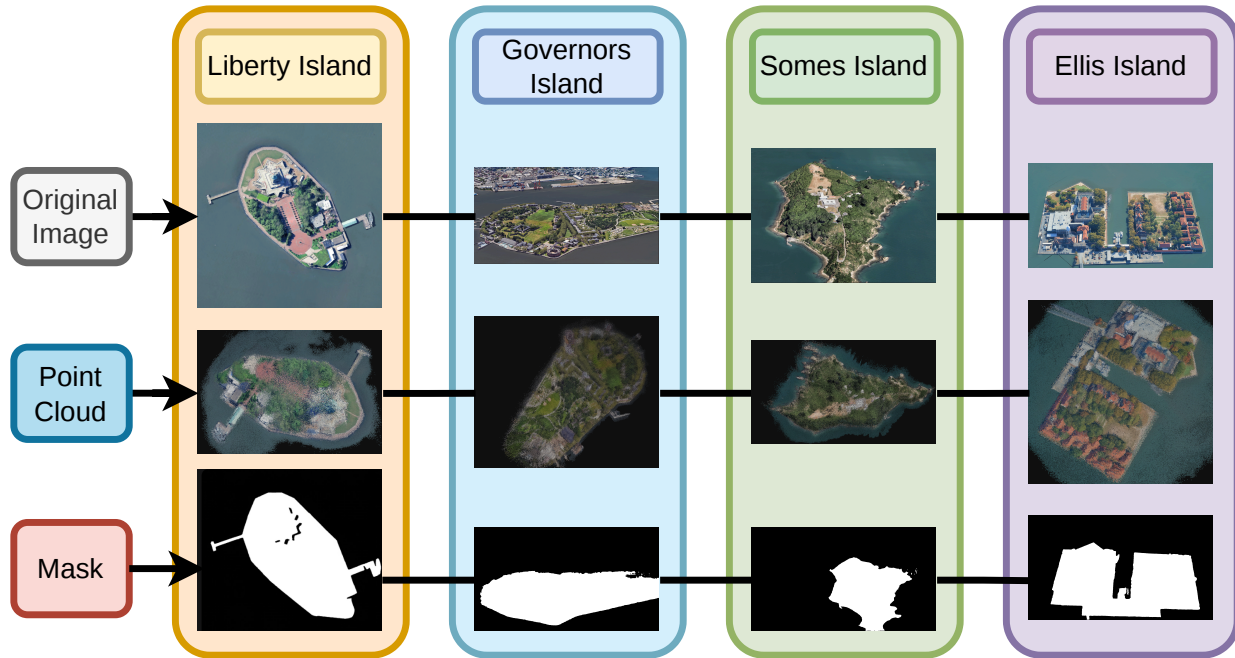 Liberty Island
Governors
Island
Somes Island
Ellis Island
Original
Image
Point
Cloud
Mask